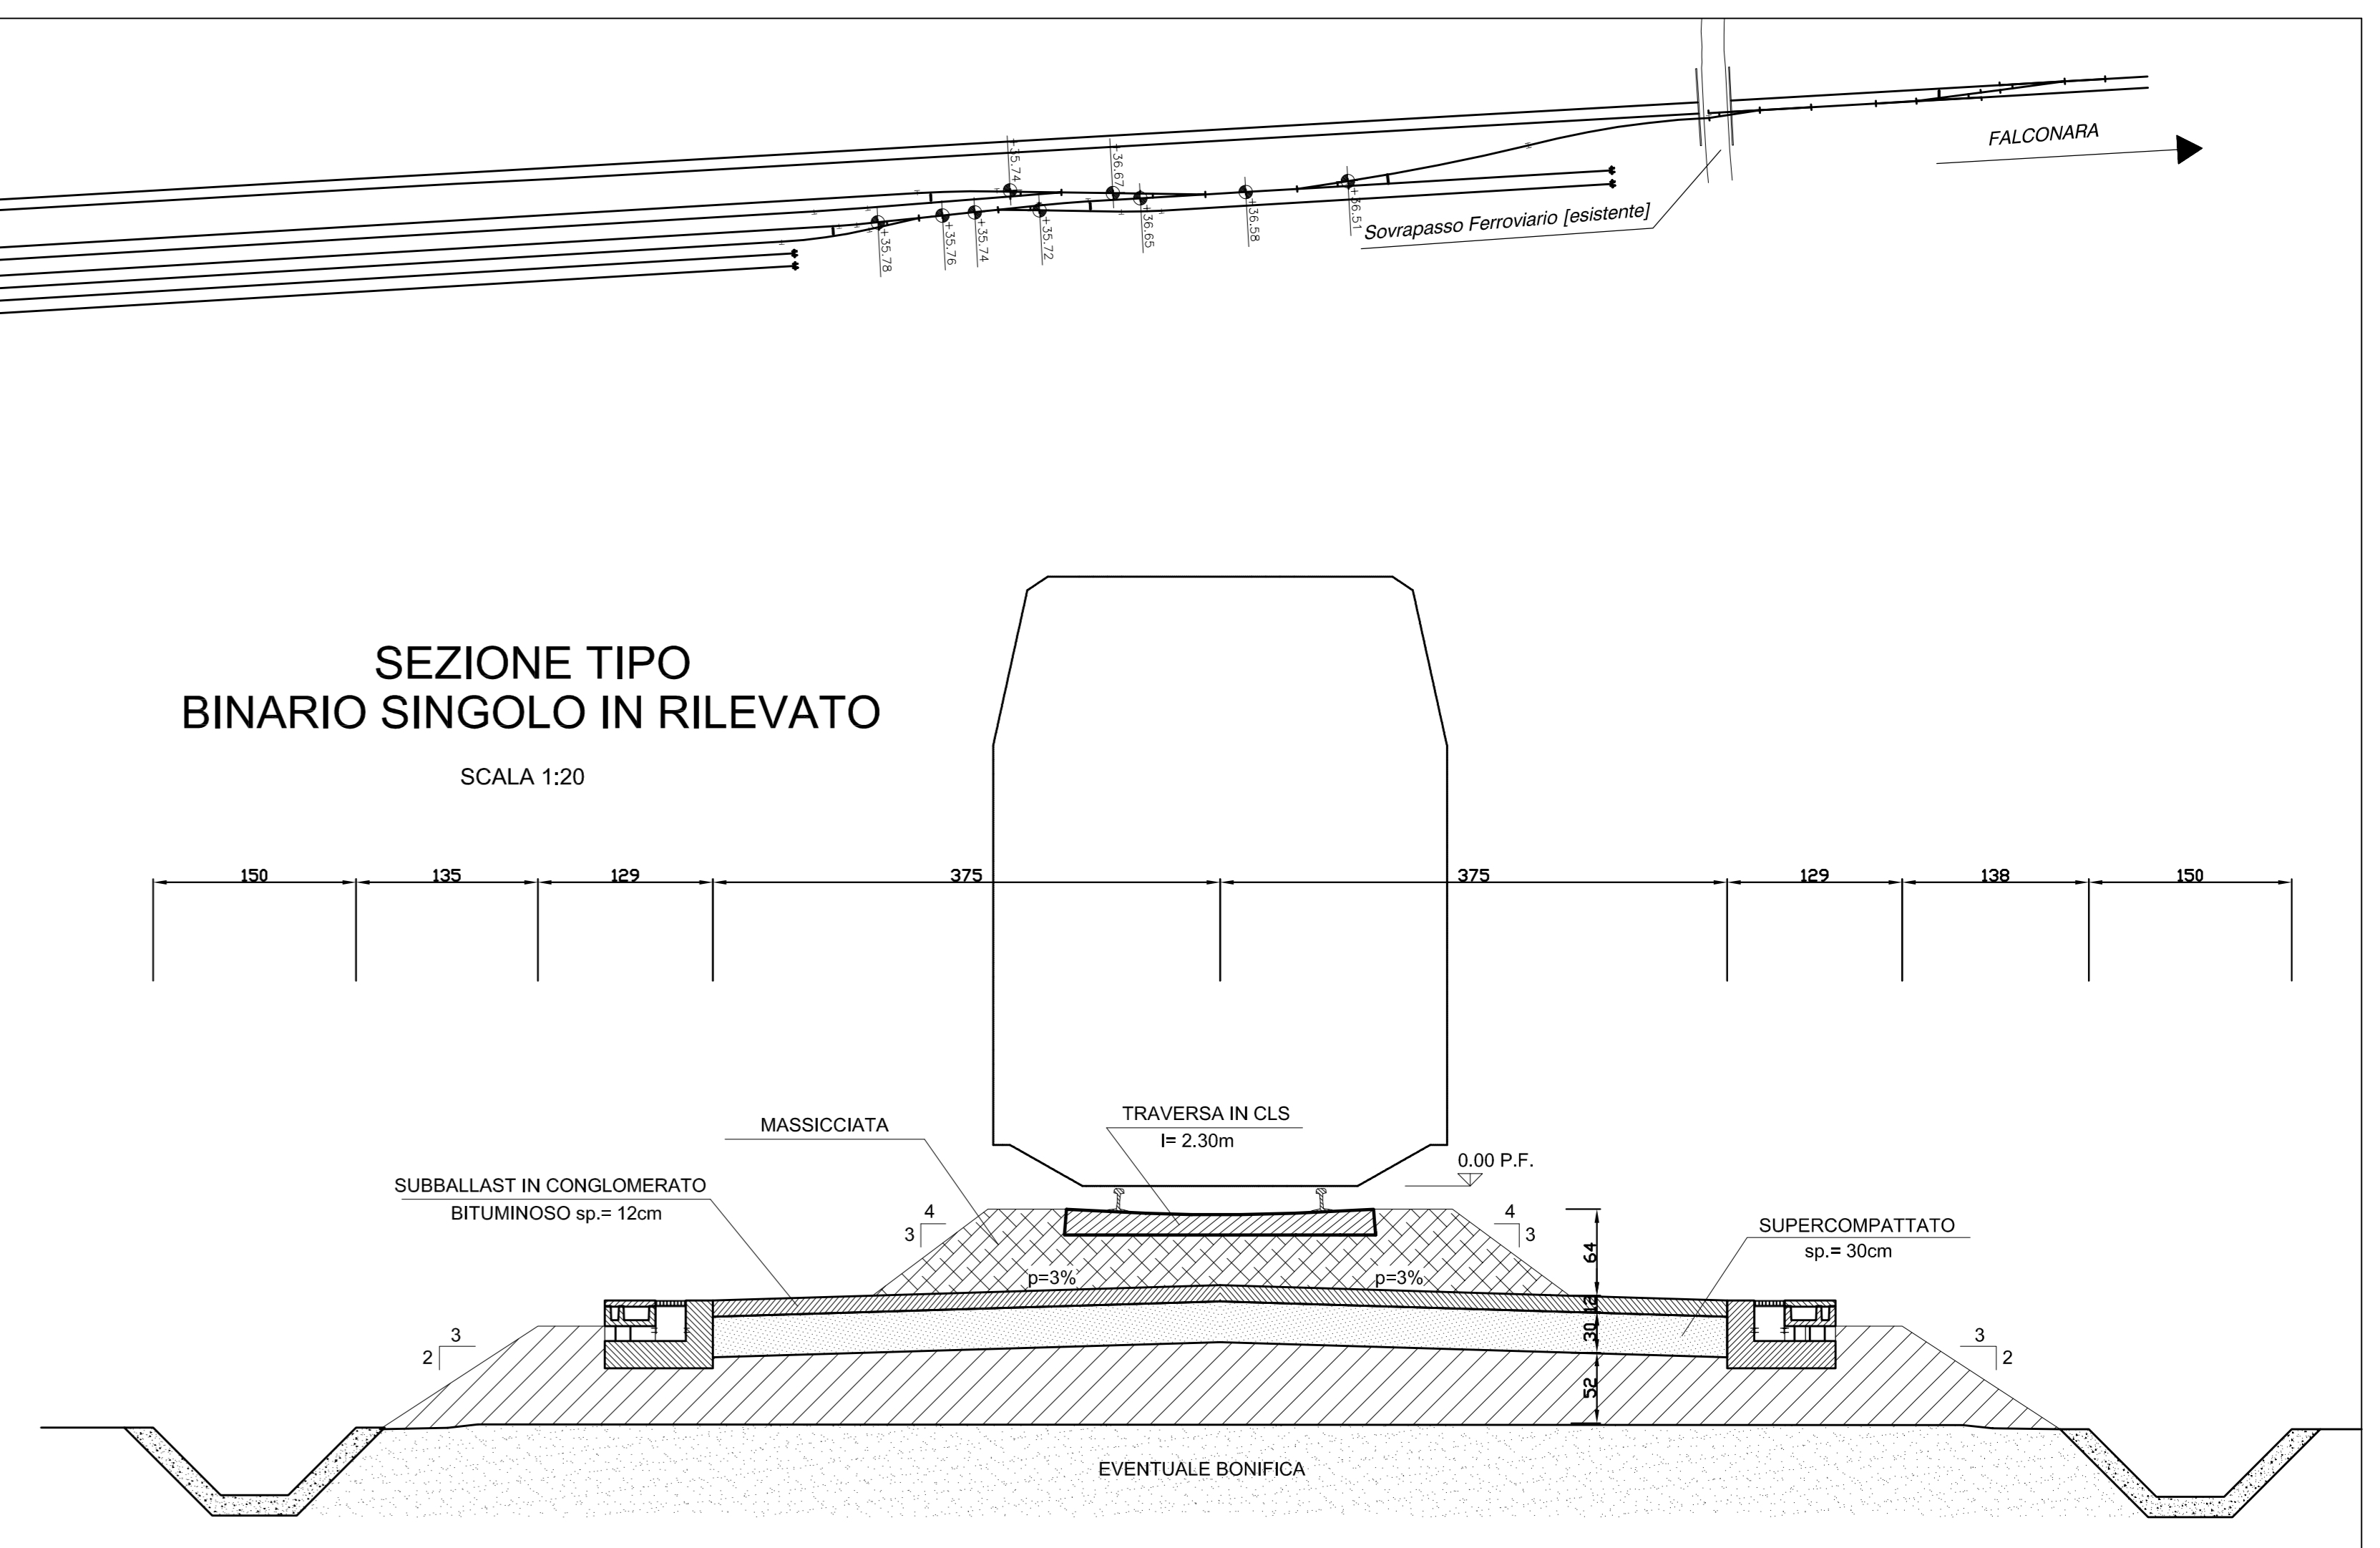 FALCONARA
+35.74
+36.67
+35.78
+35.76
+35.74
+35.72
+36.65
+36.58
+36.51
Sovrapasso Ferroviario [esistente]
SEZIONE TIPO
BINARIO SINGOLO IN RILEVATO
SCALA 1:20
150 135 129 375 375 129 138 150
TRAVERSA IN CLS
l= 2.30m
MASSICCIATA
0.00 P.F.
SUBBALLAST IN CONGLOMERATO
BITUMINOSO sp.= 12cm
4
3
4
3
SUPERCOMPATTATO
sp.= 30cm
64
p=3% p=3%
12
30
3
2
3
2
52
EVENTUALE BONIFICA